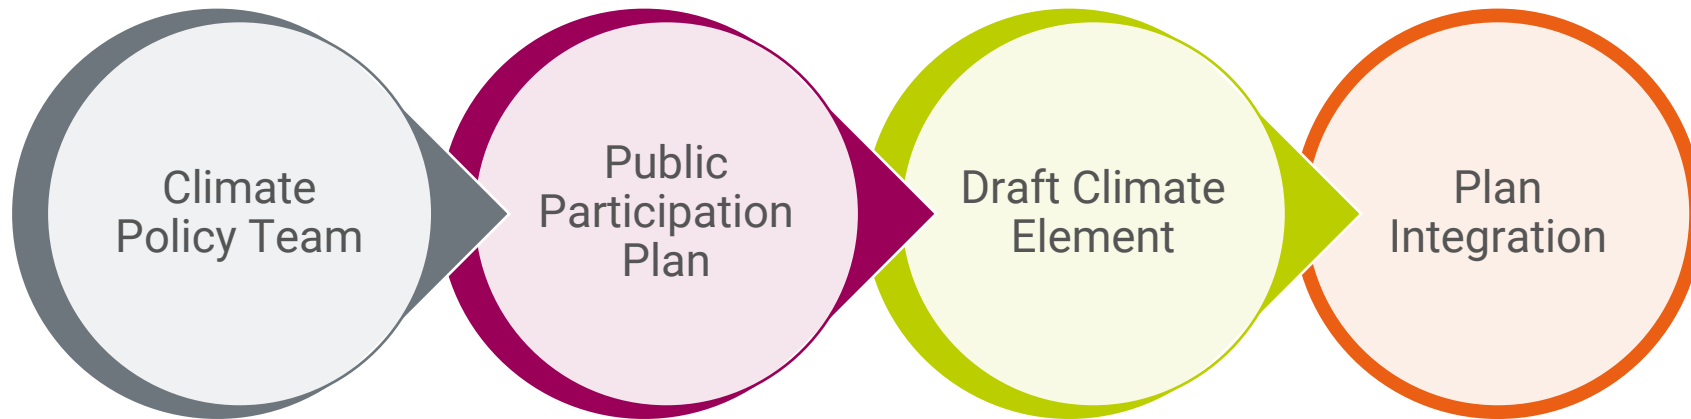 Climate
Policy Team
Public
Participation
Plan
Draft Climate
Element
Plan
Integration